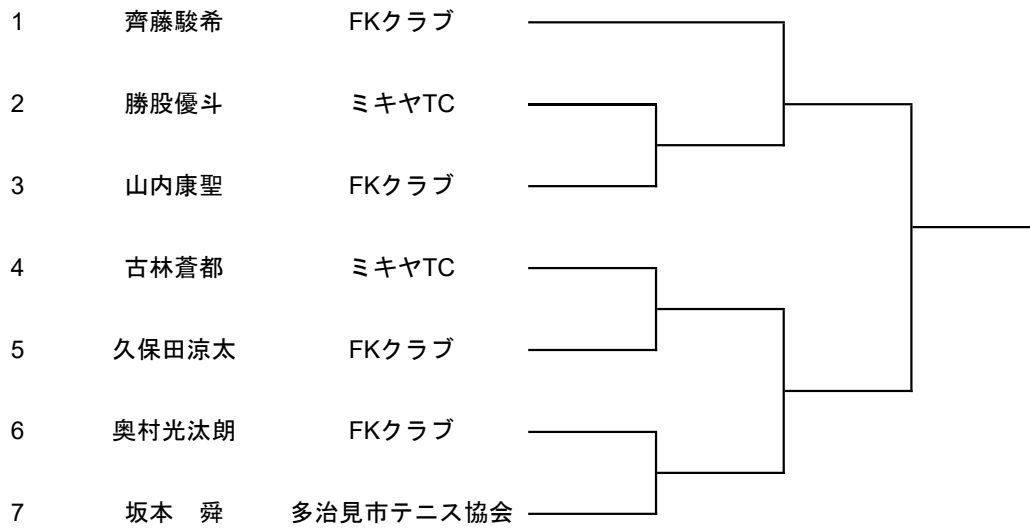 1 齊藤駿希 FKクラブ
2 勝股優斗 ミキヤTC
3 山内康聖 FKクラブ
4 古林蒼都 ミキヤTC
5 久保田涼太 FKクラブ
6 奥村光汰朗 FKクラブ
7 坂本　舜 多治見市テニス協会